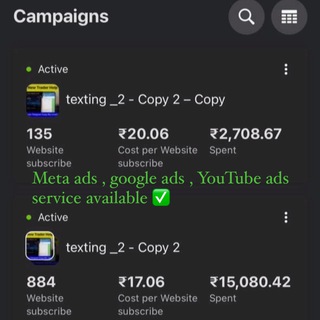 Campaigns
Active
texting _2 - Copy 2 – Copy
135 ₹20.06 ₹2,708.67
Website Cost per Website Spent
subscribe subscribe
Meta ads , google ads , YouTube ads
service available ✅
Active
texting _2 - Copy 2
884 ₹17.06 ₹15,080.42
Website Cost per Website Spent
subscribe subscribe